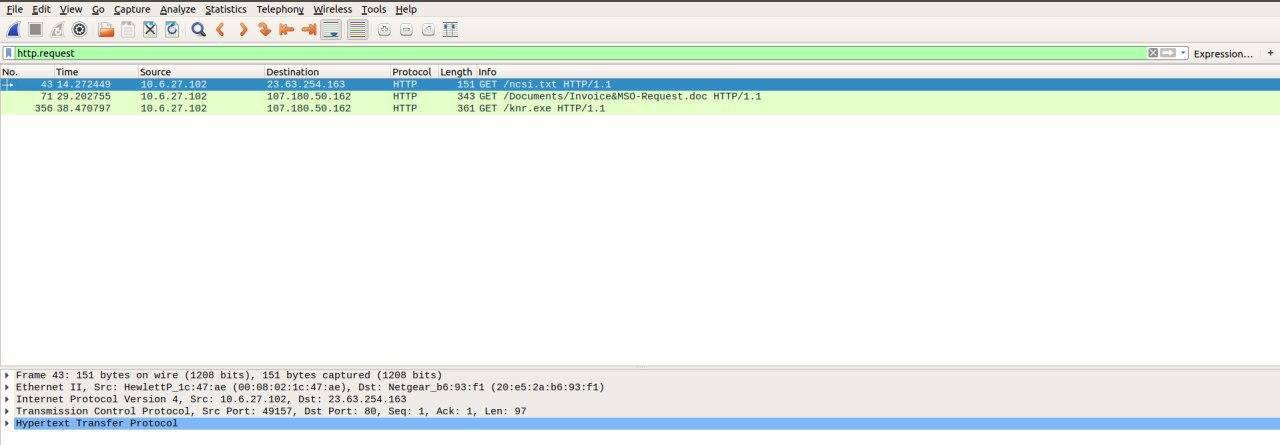 File Edit View Go Capture Analyze Statistics Telephony Wireless Tools Help
http.request Expression... +
No. Time Source Destination Protocol Length Info
43 14.272449 10.6.27.102 23.63.254.163 HTTP 151 GET /ncsi.txt HTTP/1.1
71 29.202755 10.6.27.102 107.180.50.162 HTTP 343 GET /Documents/Invoice&MSO-Request.doc HTTP/1.1
356 38.470797 10.6.27.102 107.180.50.162 HTTP 361 GET /knr.exe HTTP/1.1
Frame 43: 151 bytes on wire (1208 bits), 151 bytes captured (1208 bits)
Ethernet II, Src: HewlettP_1c:47:ae (00:08:02:1c:47:ae), Dst: Netgear_b6:93:f1 (20:e5:2a:b6:93:f1)
Internet Protocol Version 4, Src: 10.6.27.102, Dst: 23.63.254.163
Transmission Control Protocol, Src Port: 49157, Dst Port: 80, Seq: 1, Ack: 1, Len: 97
Hypertext Transfer Protocol